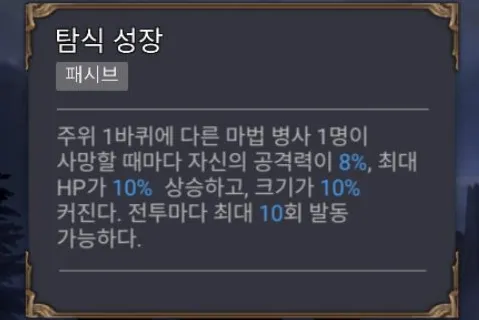 탐식 성장
패시브
주위 1바퀴에 다른 마법 병사 1명이
사망할 때마다 자신의 공격력이 8%, 최대
HP가 10% 상승하고, 크기가 10%
커진다. 전투마다 최대 10회 발동
가능하다.